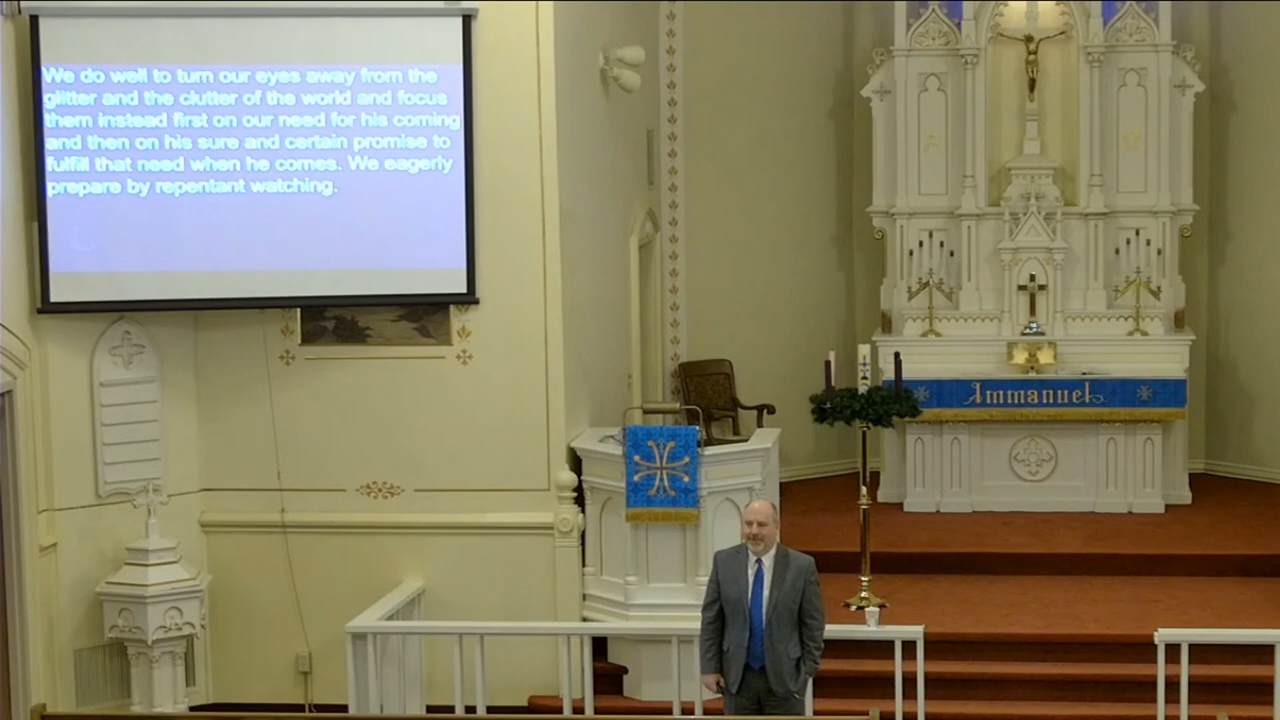 We do well to turn our eyes away from the
glitter and the clutter of the world and focus
them instead first on our need for his coming
and then on his sure and certain promise to
fulfill that need when he comes. We eagerly
prepare by repentant watching.
Immanuel